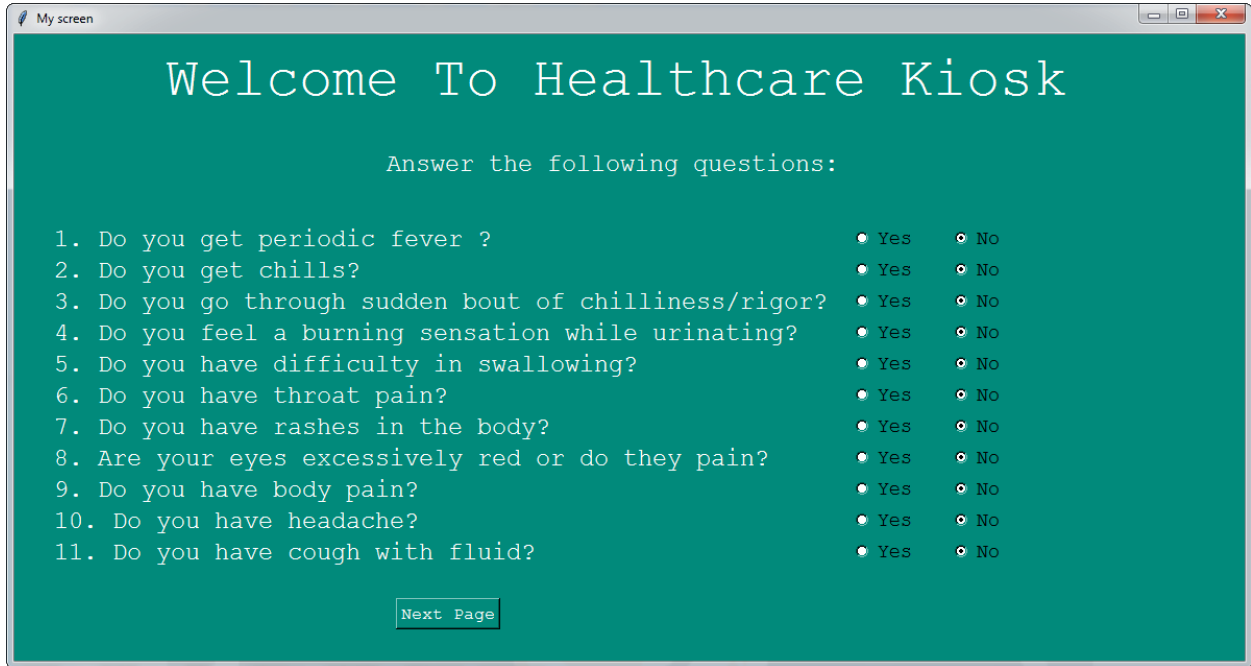 My screen
Welcome To Healthcare Kiosk
Answer the following questions:
1. Do you get periodic fever ? Yes No
2. Do you get chills? Yes No
3. Do you go through sudden bout of chilliness/rigor? Yes No
4. Do you feel a burning sensation while urinating? Yes No
5. Do you have difficulty in swallowing? Yes No
6. Do you have throat pain? Yes No
7. Do you have rashes in the body? Yes No
8. Are your eyes excessively red or do they pain? Yes No
9. Do you have body pain? Yes No
10. Do you have headache? Yes No
11. Do you have cough with fluid? Yes No
Next Page